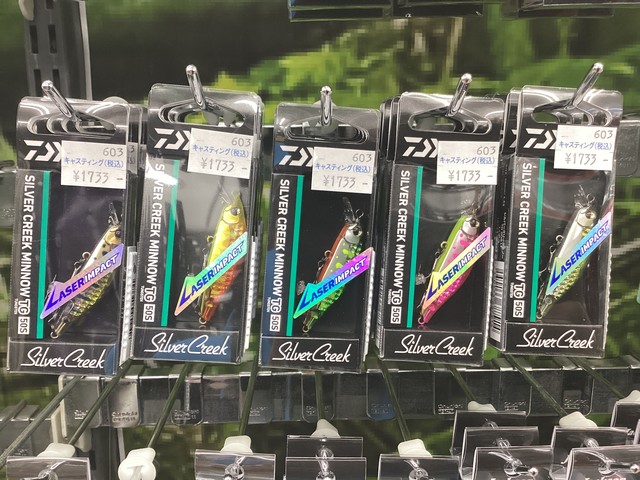 603
キャスティング(税込)
¥1733-
SILVER CREEK MINNOW TG 50S
LASER IMPACT
Silver Creek
603
キャスティング(税込)
¥1733-
SILVER CREEK MINNOW TG 50S
LASER IMPACT
Silver Creek
603
キャスティング(税込)
¥1733-
SILVER CREEK MINNOW TG 50S
LASER IMPACT
Silver Creek
603
キャスティング(税込)
¥1733-
SILVER CREEK MINNOW TG 50S
LASER IMPACT
Silver Creek
603
キャスティング(税込)
¥1733-
SILVER CREEK MINNOW TG 50S
LASER IMPACT
Silver Creek